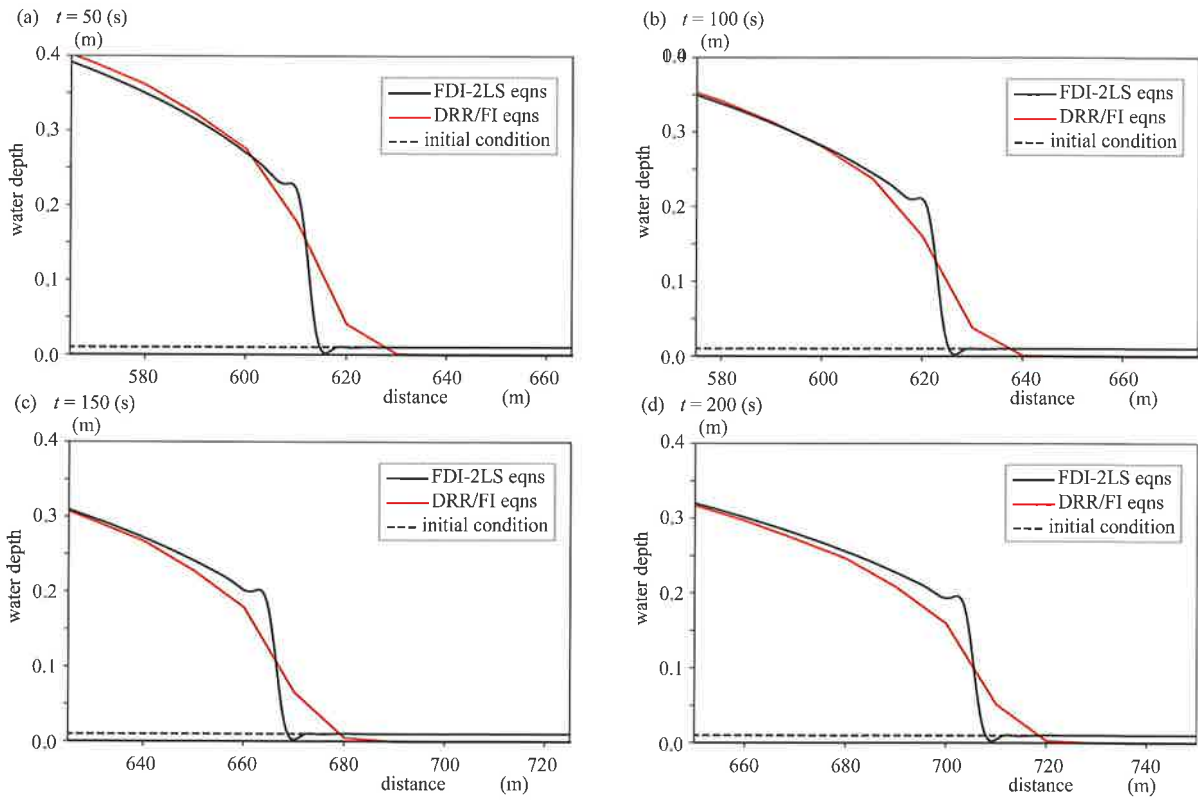 (a) t = 50 (s)
(m)
0.4
0.3
0.2
0.1
0.0
water depth
FDI-2LS eqns
DRR/FI eqns
initial condition
580 600 620 640 660
distance (m)
(b) t = 100 (s)
(m)
0.3
0.2
0.1
0.0
water depth
FDI-2LS eqns
DRR/FI eqns
initial condition
580 600 620 640 660
distance (m)
(c) t = 150 (s)
(m)
0.4
0.3
0.2
0.1
0.0
water depth
FDI-2LS eqns
DRR/FI eqns
initial condition
640 660 680 700 720
distance (m)
(d) t = 200 (s)
(m)
0.4
0.3
0.2
0.1
0.0
water depth
FDI-2LS eqns
DRR/FI eqns
initial condition
660 680 700 720 740
distance (m)